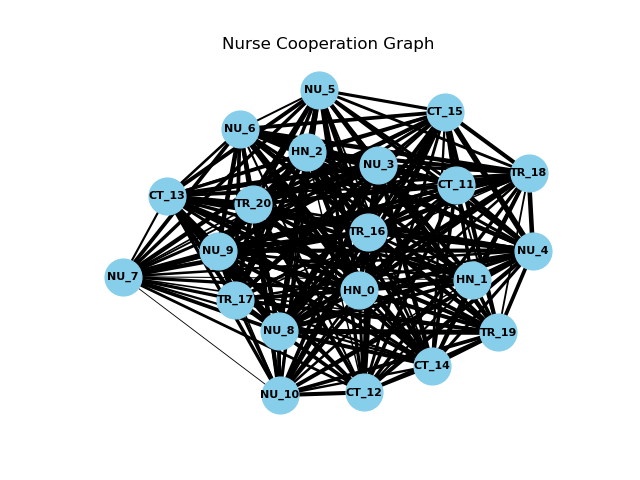 Nurse Cooperation Graph
NU_5
CT_15
NU_6
HN_2
NU_3
TR_18
CT_11
CT_13
TR_20
TR_16
NU_9
NU_4
NU_7
HN_1
HN_0
TR_17
NU_8
TR_19
CT_14
CT_12
NU_10